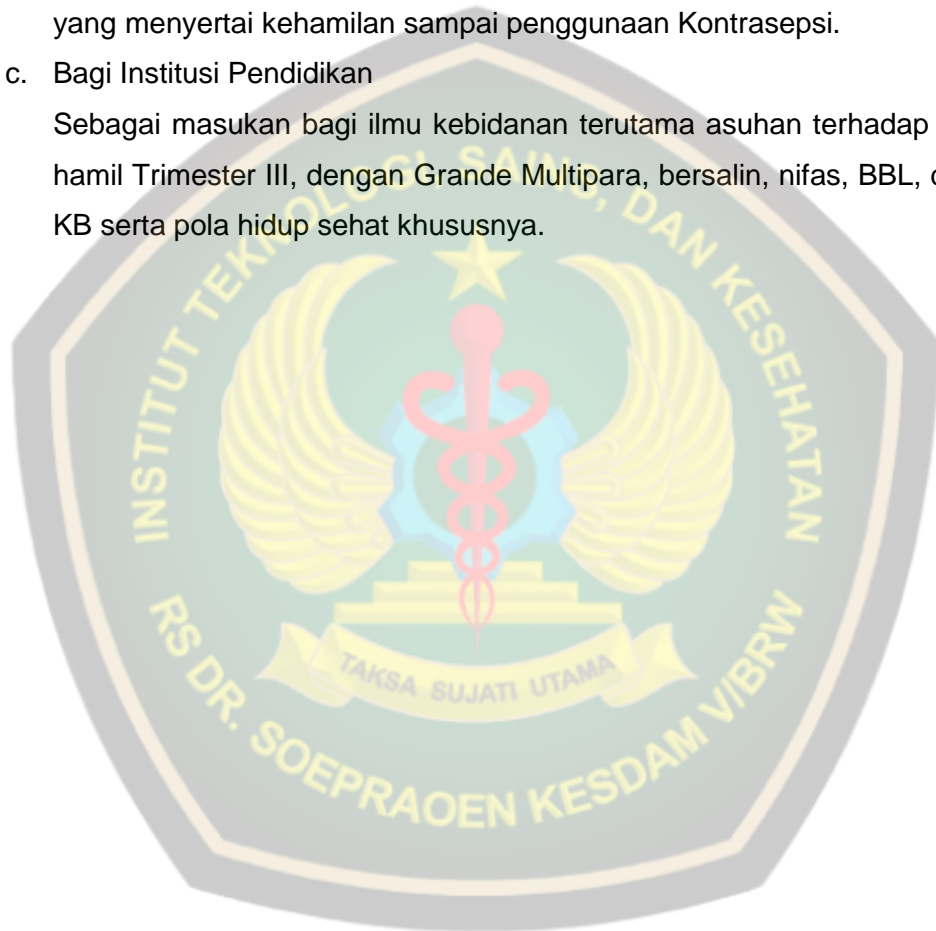 yang menyertai kehamilan sampai penggunaan Kontrasepsi.
c. Bagi Institusi Pendidikan
Sebagai masukan bagi ilmu kebidanan terutama asuhan terhadap
hamil Trimester III, dengan Grande Multipara, bersalin, nifas, BBL,
KB serta pola hidup sehat khususnya.
INSTITUT TEKNOLOGI, SAINS, DAN KESEHATAN
TAKSA SUJATI UTAMA
RS DR. SOEPRAOEN KESDAM V/BRW